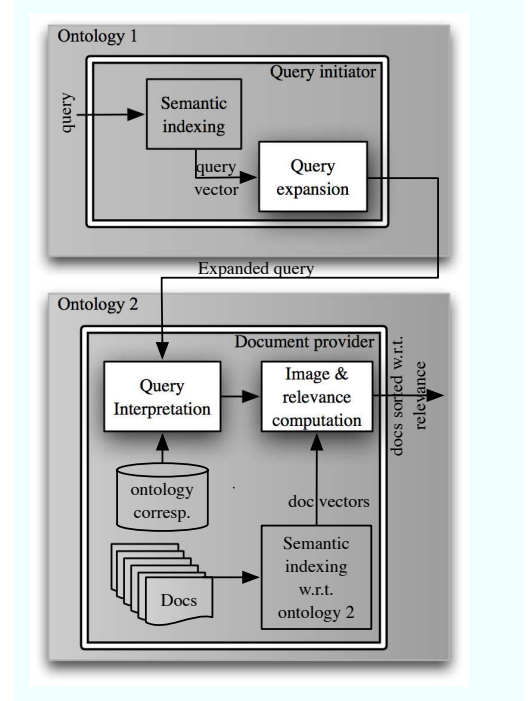 Ontology 1
Query initiator
query
Semantic
indexing
query
vector
Query
expansion
Expanded query
Ontology 2
Document provider
Query
Interpretation
Image &
relevance
computation
docs sorted w.r.t.
relevance
ontology
corresp.
doc vectors
Semantic
indexing
w.r.t.
ontology 2
Docs